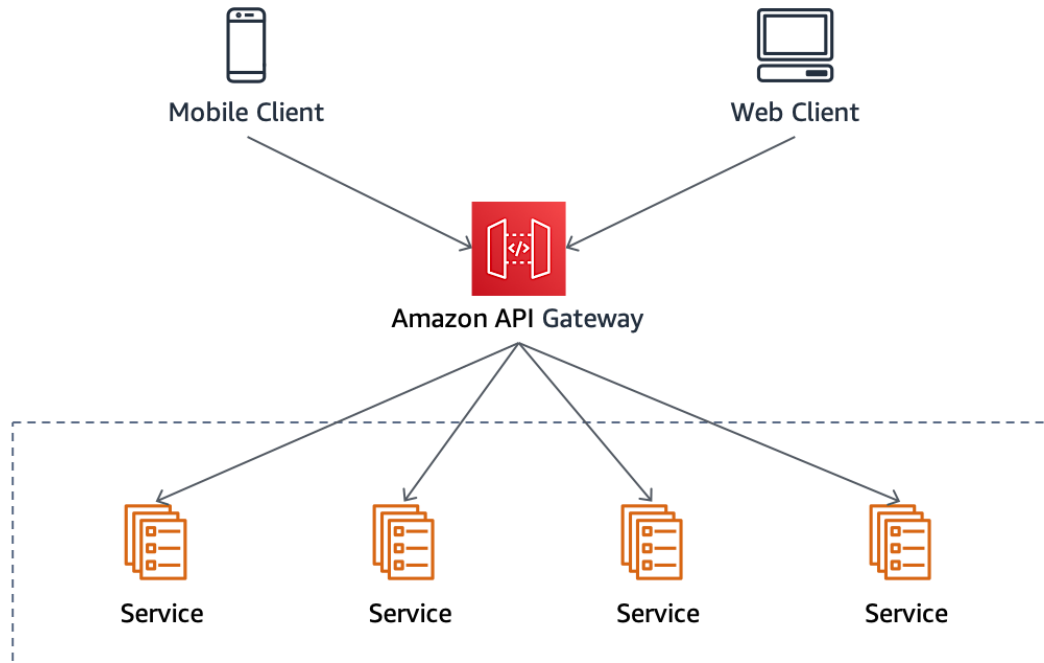 Mobile Client
Web Client
</>
Amazon API Gateway
Service
Service
Service
Service